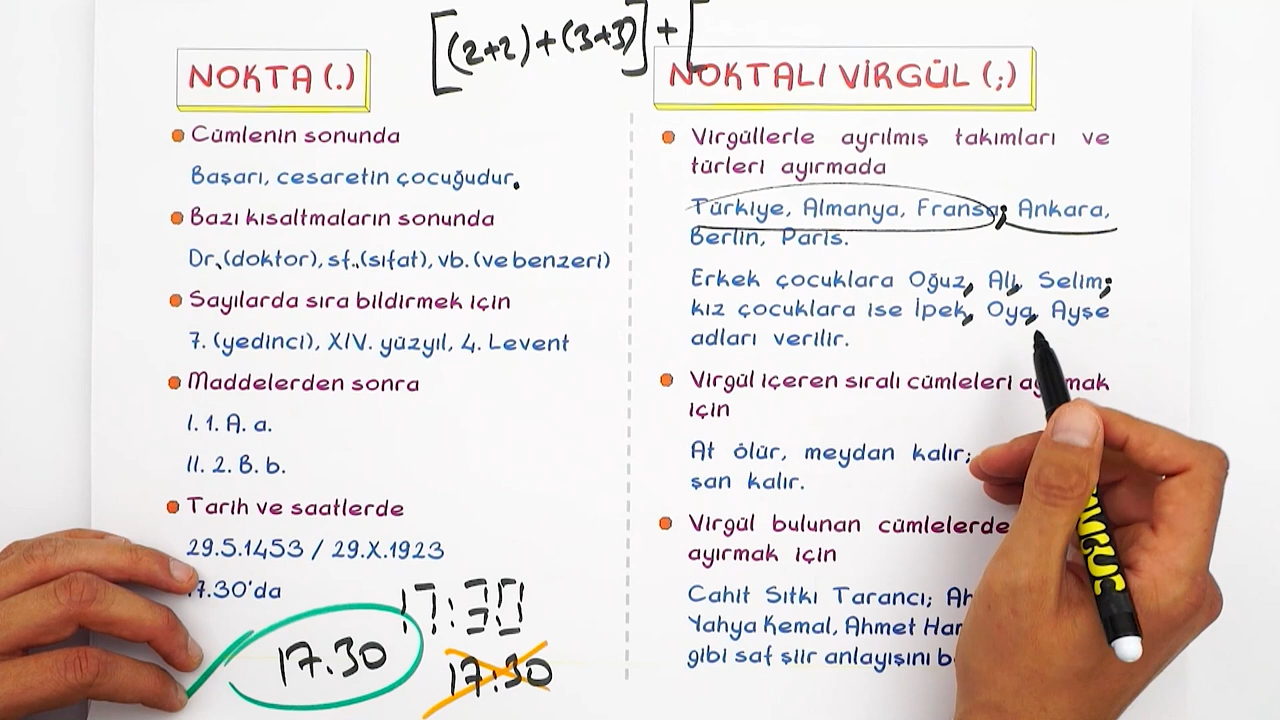 [(2+2)+(3+3)] + [
NOKTA (.)
Cümlenin sonunda
Başarı, cesaretin çocuğudur.
Bazı kısaltmaların sonunda
Dr. (doktor), sf. (sıfat), vb. (ve benzeri)
Sayılarda sıra bildirmek için
7. (yedinci), XIV. yüzyıl, 4. Levent
Maddelerden sonra
I. 1. A. a.
II. 2. B. b.
Tarih ve saatlerde
29.5.1453 / 29.X.1923
7.30'da
17:30
17.30
17:30
NOKTALI VİRGÜL (;)
Virgüllerle ayrılmış takımları ve
türleri ayırmada
Türkiye, Almanya, Fransa; Ankara,
Berlin, Paris.
Erkek çocuklara Oğuz, Ali, Selim;
kız çocuklara ise İpek, Oya, Ayşe
adları verilir.
Virgül içeren sıralı cümleleri
için
At ölür, meydan kalır;
şan kalır.
Virgül bulunan cümlelerde
ayırmak için
Cahit Sıtkı Tarancı;
Yahya Kemal, Ahmet
gibi saf şiir anlayışını